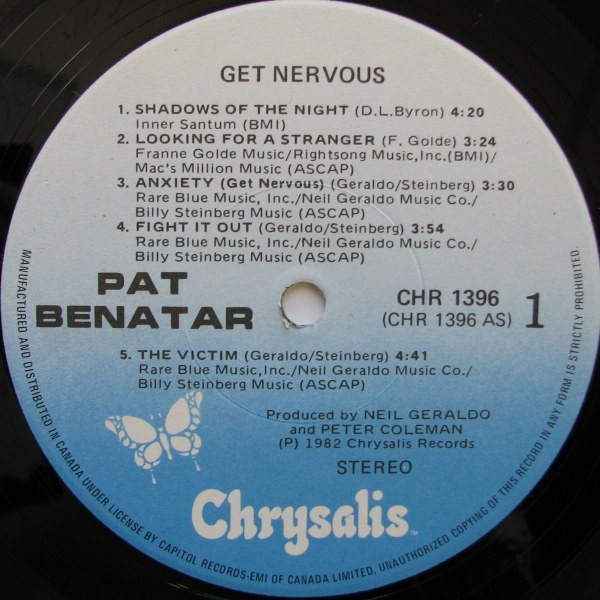 GET NERVOUS
1. SHADOWS OF THE NIGHT (D.L.Byron) 4:20
Inner Santum (BMI)
2. LOOKING FOR A STRANGER (F. Golde) 3:24
Franne Golde Music/Rightsong Music,Inc.(BMI)/
Mac's Million Music (ASCAP)
3. ANXIETY (Get Nervous) (Geraldo/Steinberg) 3:30
Rare Blue Music, Inc./Neil Geraldo Music Co./
Billy Steinberg Music (ASCAP)
4. FIGHT IT OUT (Geraldo/Steinberg) 3:54
Rare Blue Music, Inc./Neil Geraldo Music Co./
Billy Steinberg Music (ASCAP)
PAT
BENATAR
CHR 1396
(CHR 1396 AS)
1
5. THE VICTIM (Geraldo/Steinberg) 4:41
Rare Blue Music,Inc./Neil Geraldo Music Co./
Billy Steinberg Music (ASCAP)
Produced by NEIL GERALDO
and PETER COLEMAN
(P) 1982 Chrysalis Records
STEREO
Chrysalis™
MANUFACTURED AND DISTRIBUTED IN CANADA UNDER LICENSE BY CAPITOL RECORDS-EMI OF CANADA LIMITED. UNAUTHORIZED COPYING OF THIS RECORD IN ANY FORM IS STRICTLY PROHIBITED.